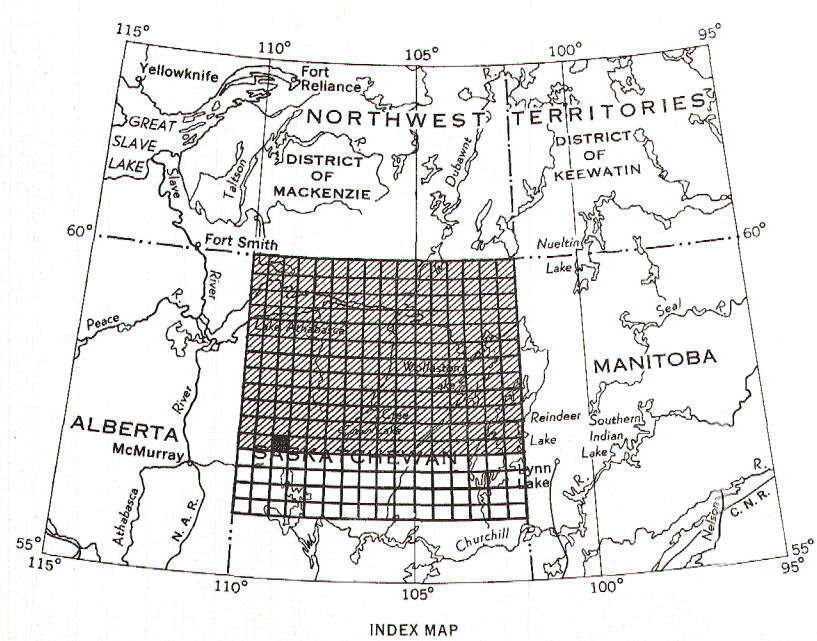 115°
110°
105°
100°
95°
Yellowknife
Fort
Reliance
R.
NORTHWEST TERRITORIES
GREAT
SLAVE
LAKE
Slave
Taltson
DISTRICT
OF
MACKENZIE
R.
Dubawnt
DISTRICT
OF
KEEWATIN
60°
Fort Smith
Nueltin
Lake
60°
River
R.
Peace
Lake Athabasca
Seal R.
Wollaston
Lake
MANITOBA
River
Cree
Lake
Reindeer
Lake
Southern
Indian
Lake
ALBERTA
McMurray
SASKATCHEWAN
Lynn
Lake
R.
M.R.
Athabasca
N.A.R.
Nelson
C.N.R.
Churchill
55°
115°
110°
105°
100°
55°
95°
INDEX MAP